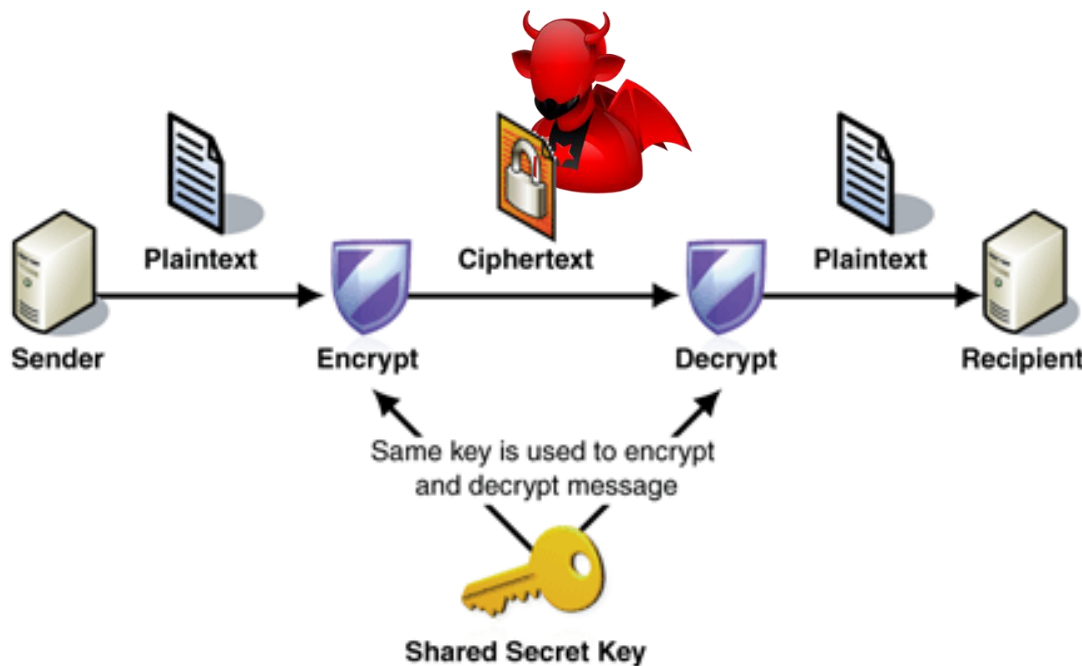 Plaintext
Ciphertext
Plaintext
Sender
Encrypt
Decrypt
Recipient
Same key is used to encrypt
and decrypt message
Shared Secret Key